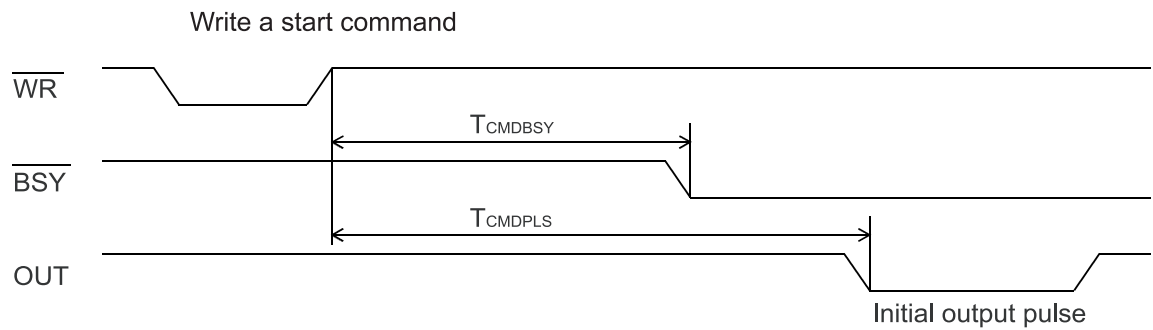 Write a start command
WR
TCMDBSY
BSY
TCMDPLS
OUT
Initial output pulse